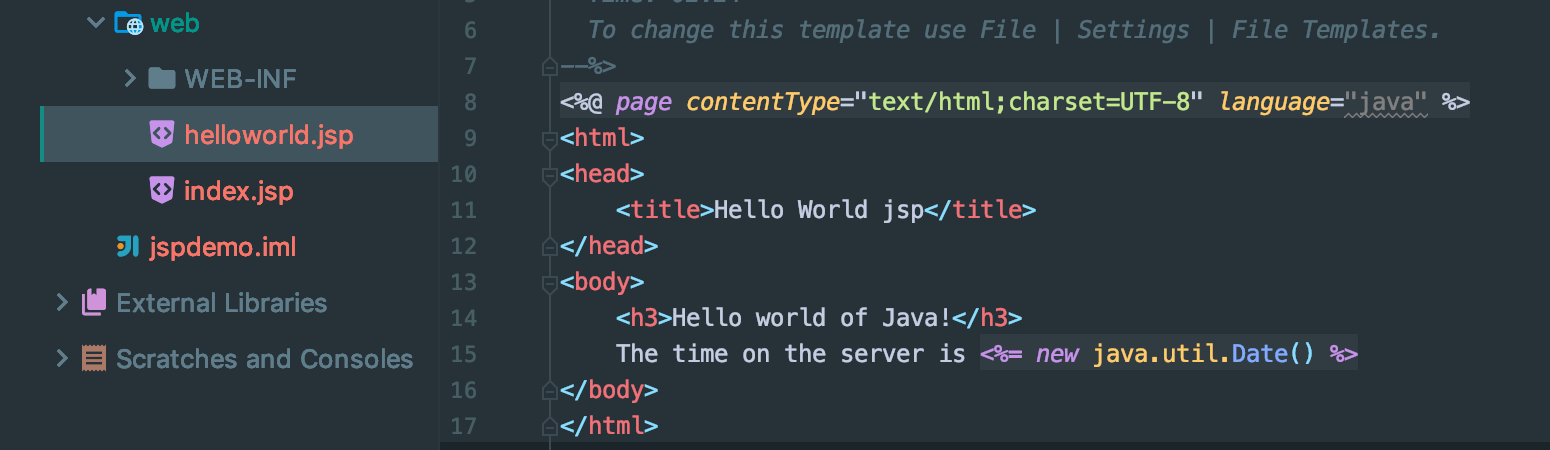 web
WEB-INF
helloworld.jsp
index.jsp
jspdemo.iml
External Libraries
Scratches and Consoles
6 To change this template use File | Settings | File Templates.
7 --%>
8 <%@ page contentType="text/html;charset=UTF-8" language="java" %>
9 <html>
10 <head>
11 <title>Hello World jsp</title>
12 </head>
13 <body>
14 <h3>Hello world of Java!</h3>
15 The time on the server is <%= new java.util.Date() %>
16 </body>
17 </html>